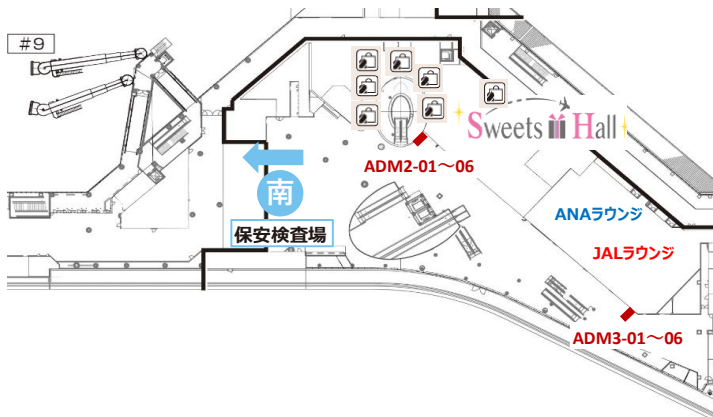 #9
Sweets Hall
ADM2-01～06
南
保安検査場
ANAラウンジ
JALラウンジ
ADM3-01～06